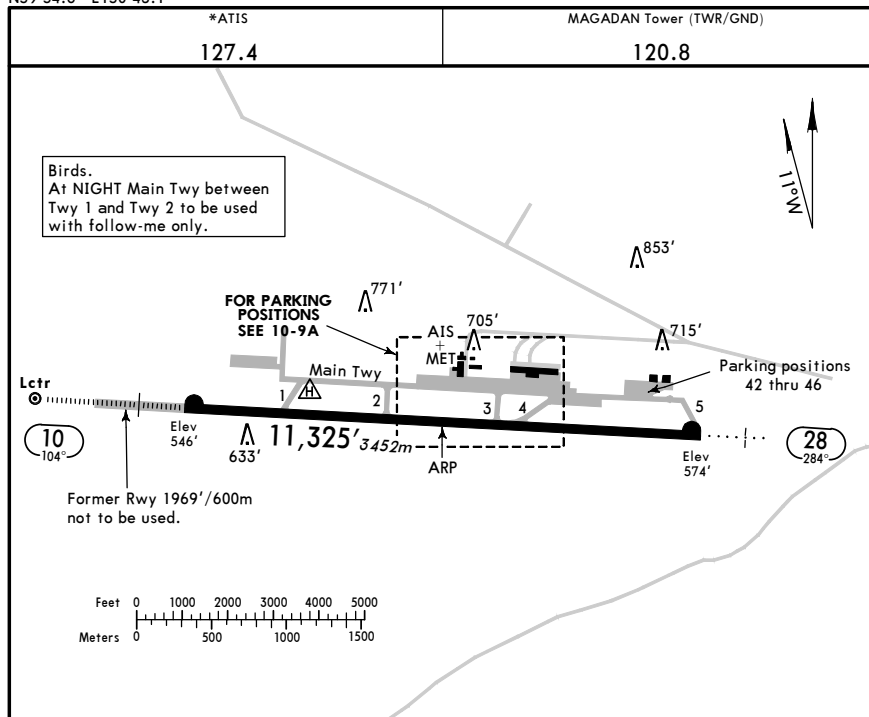 *ATIS
127.4
MAGADAN Tower (TWR/GND)
120.8
Birds.
At NIGHT Main Twy between
Twy 1 and Twy 2 to be used
with follow-me only.
11°W
853'
771'
FOR PARKING
POSITIONS
SEE 10-9A
705'
AIS
+
MET
715'
Parking positions
42 thru 46
Main Twy
Lctr
1
H
2
3
4
5
10
104°
Elev
546'
633'
11,325' 3452m
ARP
Elev
574'
28
284°
Former Rwy 1969'/600m
not to be used.
Feet 0 1000 2000 3000 4000 5000
Meters 0 500 1000 1500